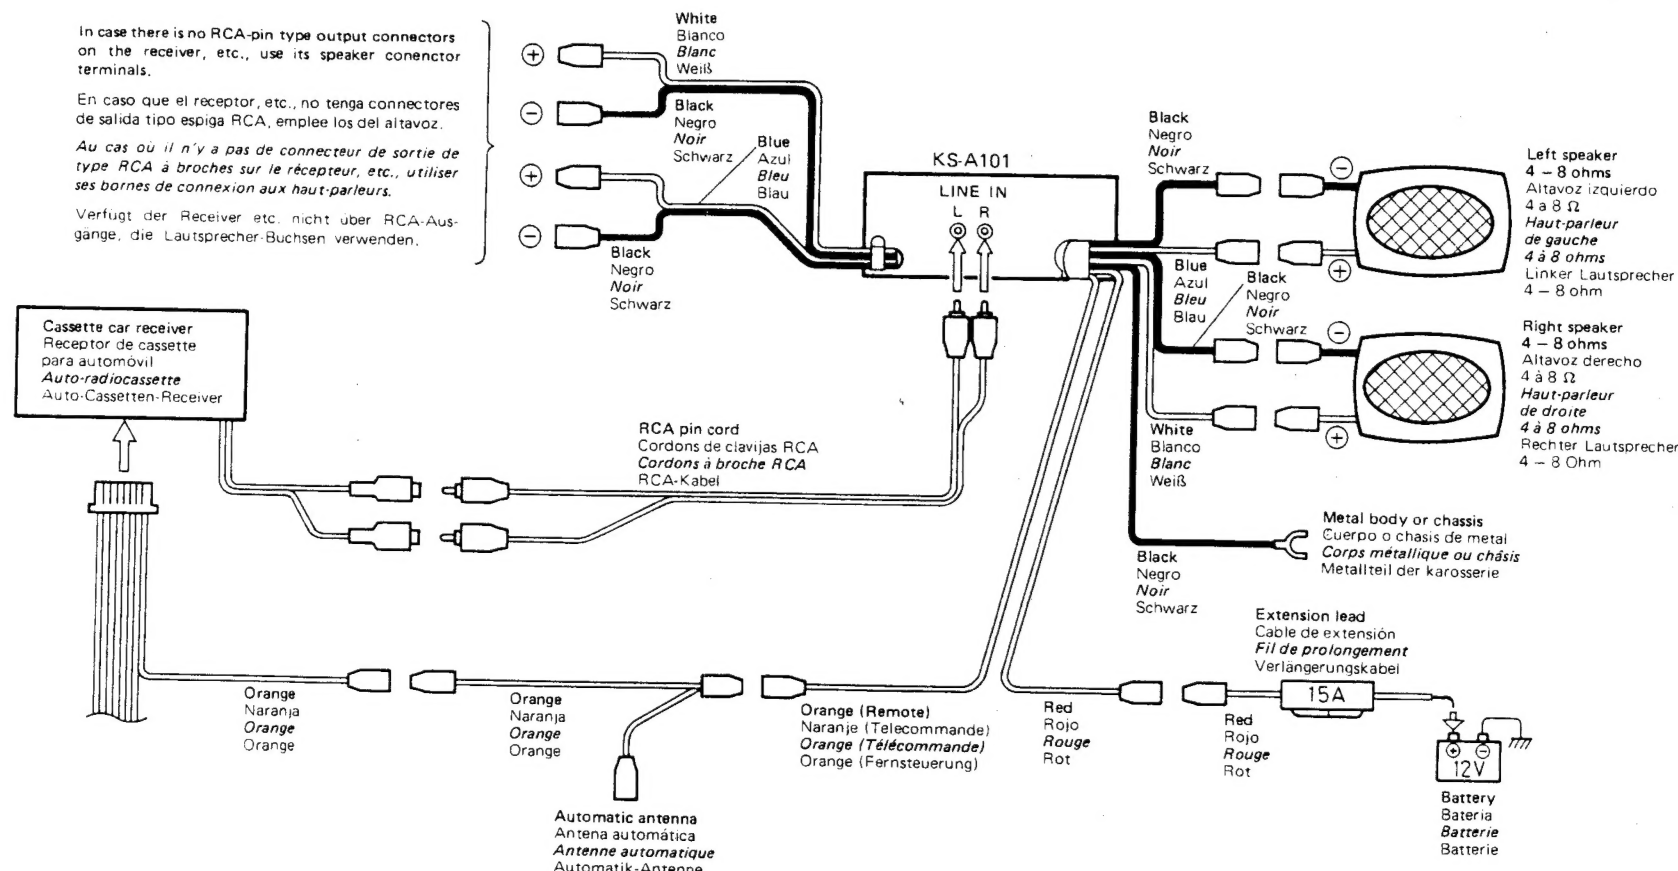 In case there is no RCA-pin type output connectors
on the receiver, etc., use its speaker conenctor
terminals.
En caso que el receptor, etc., no tenga connectores
de salida tipo espiga RCA, emplee los del altavoz.
Au cas où il n'y a pas de connecteur de sortie de
type RCA à broches sur le récepteur, etc., utiliser
ses bornes de connexion aux haut-parleurs.
Verfügt der Receiver etc. nicht über RCA-Aus-
gänge, die Lautsprecher-Buchsen verwenden.
+
−
+
−
White
Blanco
Blanc
Weiß
Black
Negro
Noir
Schwarz
Blue
Azul
Bleu
Blau
Black
Negro
Noir
Schwarz
KS-A101
LINE IN
L R
Black
Negro
Noir
Schwarz
Blue
Azul
Bleu
Blau
Black
Negro
Noir
Schwarz
White
Blanco
Blanc
Weiß
−
+
−
+
Left speaker
4 – 8 ohms
Altavoz izquierdo
4 a 8 Ω
Haut-parleur
de gauche
4 à 8 ohms
Linker Lautsprecher
4 – 8 ohm
Right speaker
4 – 8 ohms
Altavoz derecho
4 à 8 Ω
Haut-parleur
de droite
4 à 8 ohms
Rechter Lautsprecher
4 – 8 Ohm
Cassette car receiver
Receptor de cassette
para automóvil
Auto-radiocassette
Auto-Cassetten-Receiver
RCA pin cord
Cordons de clavijas RCA
Cordons à broche RCA
RCA-Kabel
Metal body or chassis
Cuerpo o chasis de metal
Corps métallique ou châsis
Metallteil der karosserie
Black
Negro
Noir
Schwarz
Extension lead
Cable de extensión
Fil de prolongement
Verlängerungskabel
15A
Orange
Naranja
Orange
Orange
Orange
Naranja
Orange
Orange
Orange (Remote)
Naranje (Telecommande)
Orange (Télécommande)
Orange (Fernsteuerung)
Red
Rojo
Rouge
Rot
Red
Rojo
Rouge
Rot
+ −
12V
Battery
Bateria
Batterie
Batterie
Automatic antenna
Antena automática
Antenne automatique
Automatik-Antenne